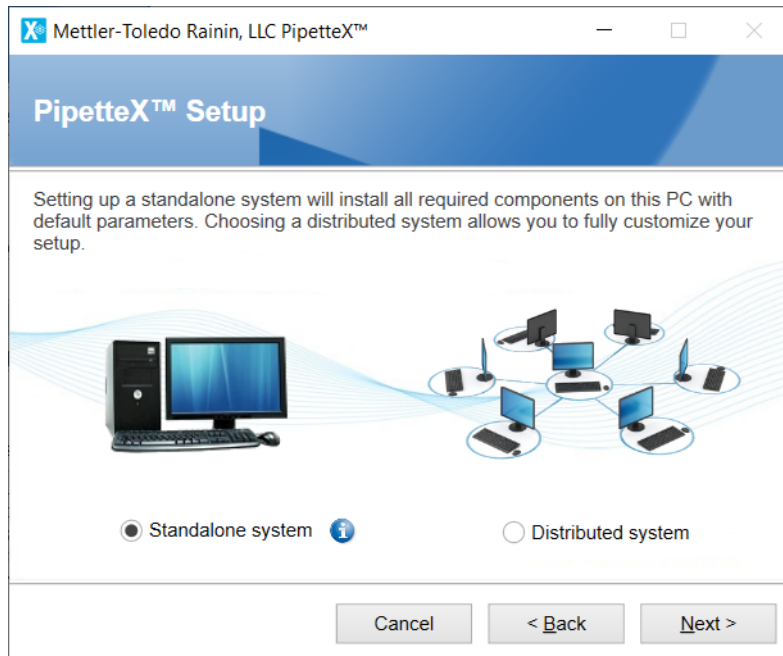 Mettler-Toledo Rainin, LLC PipetteX™
PipetteX™ Setup
Setting up a standalone system will install all required components on this PC with
default parameters. Choosing a distributed system allows you to fully customize your
setup.
Standalone system
Distributed system
Cancel
< Back
Next >